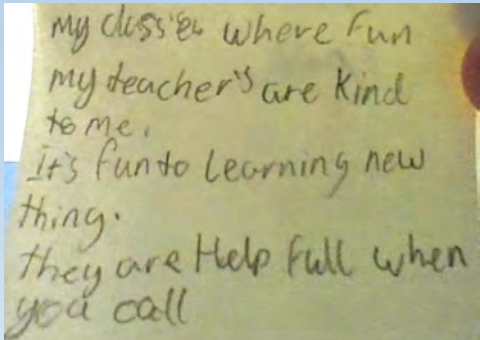 my class'es where fun
my teacher's are kind
to me.
it's fun to Learning new
thing.
they are Help full when
you call